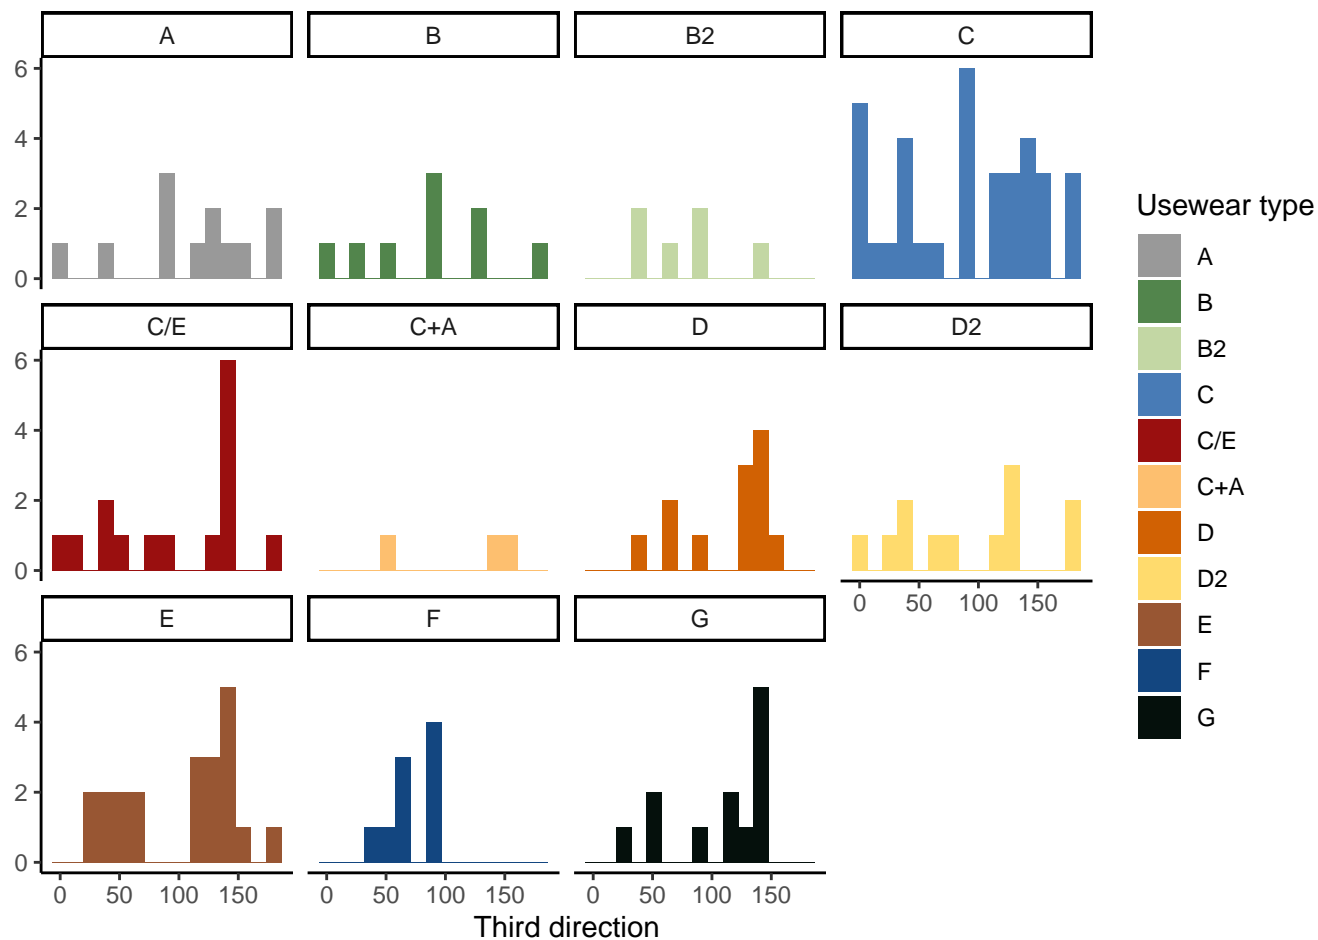 A B B2 C
6
4
2
0
Usewear type
A
B
B2
C
C/E
C+A
D
D2
E
F
G
C/E C+A D D2
6
4
2
0
0 50 100 150
E F G
6
4
2
0
0 50 100 150 0 50 100 150 0 50 100 150
Third direction